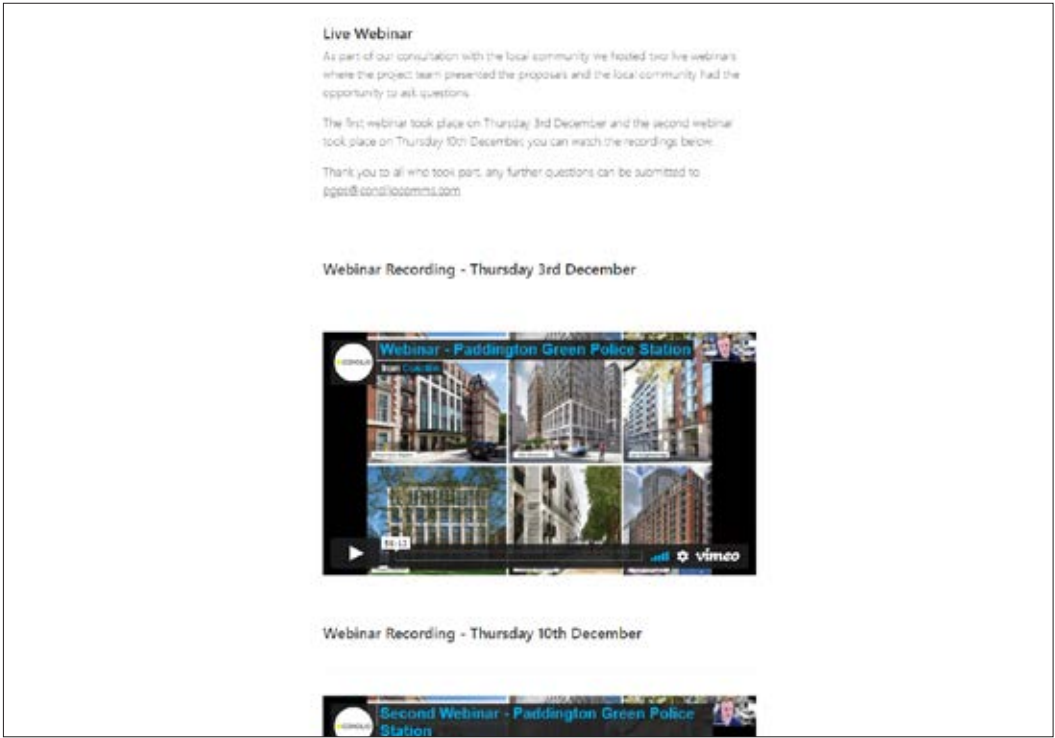 Live Webinar
As part of our consultation with the local community we hosted two live webinars
where the project team presented the proposals and the local community had the
opportunity to ask questions.
The first webinar took place on Thursday 3rd December and the second webinar
took place on Thursday 10th December, you can watch the recordings below.
Thank you to all who took part, any further questions can be submitted to
pgps@conciliocomms.com
Webinar Recording - Thursday 3rd December
CONCILIO
Webinar - Paddington Green Police Station
from Concilio
vimeo
Webinar Recording - Thursday 10th December
CONCILIO
Second Webinar - Paddington Green Police
Station